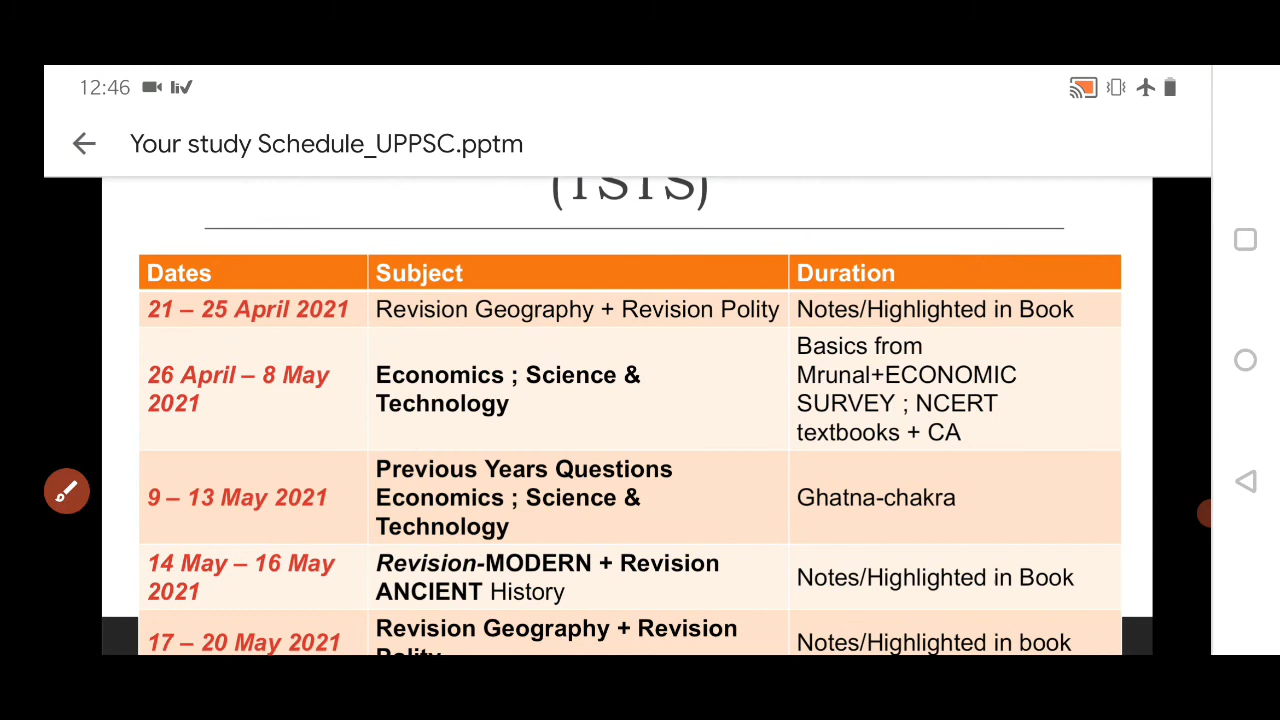 12:46 liv
Your study Schedule_UPPSC.pptm
(TSTS)
Dates Subject Duration
21 – 25 April 2021 Revision Geography + Revision Polity Notes/Highlighted in Book
26 April – 8 May
2021
Economics ; Science &
Technology
Basics from
Mrunal+ECONOMIC
SURVEY ; NCERT
textbooks + CA
9 – 13 May 2021
Previous Years Questions
Economics ; Science &
Technology
Ghatna-chakra
14 May – 16 May
2021
Revision-MODERN + Revision
ANCIENT History
Notes/Highlighted in Book
17 – 20 May 2021
Revision Geography + Revision
Polity
Notes/Highlighted in book